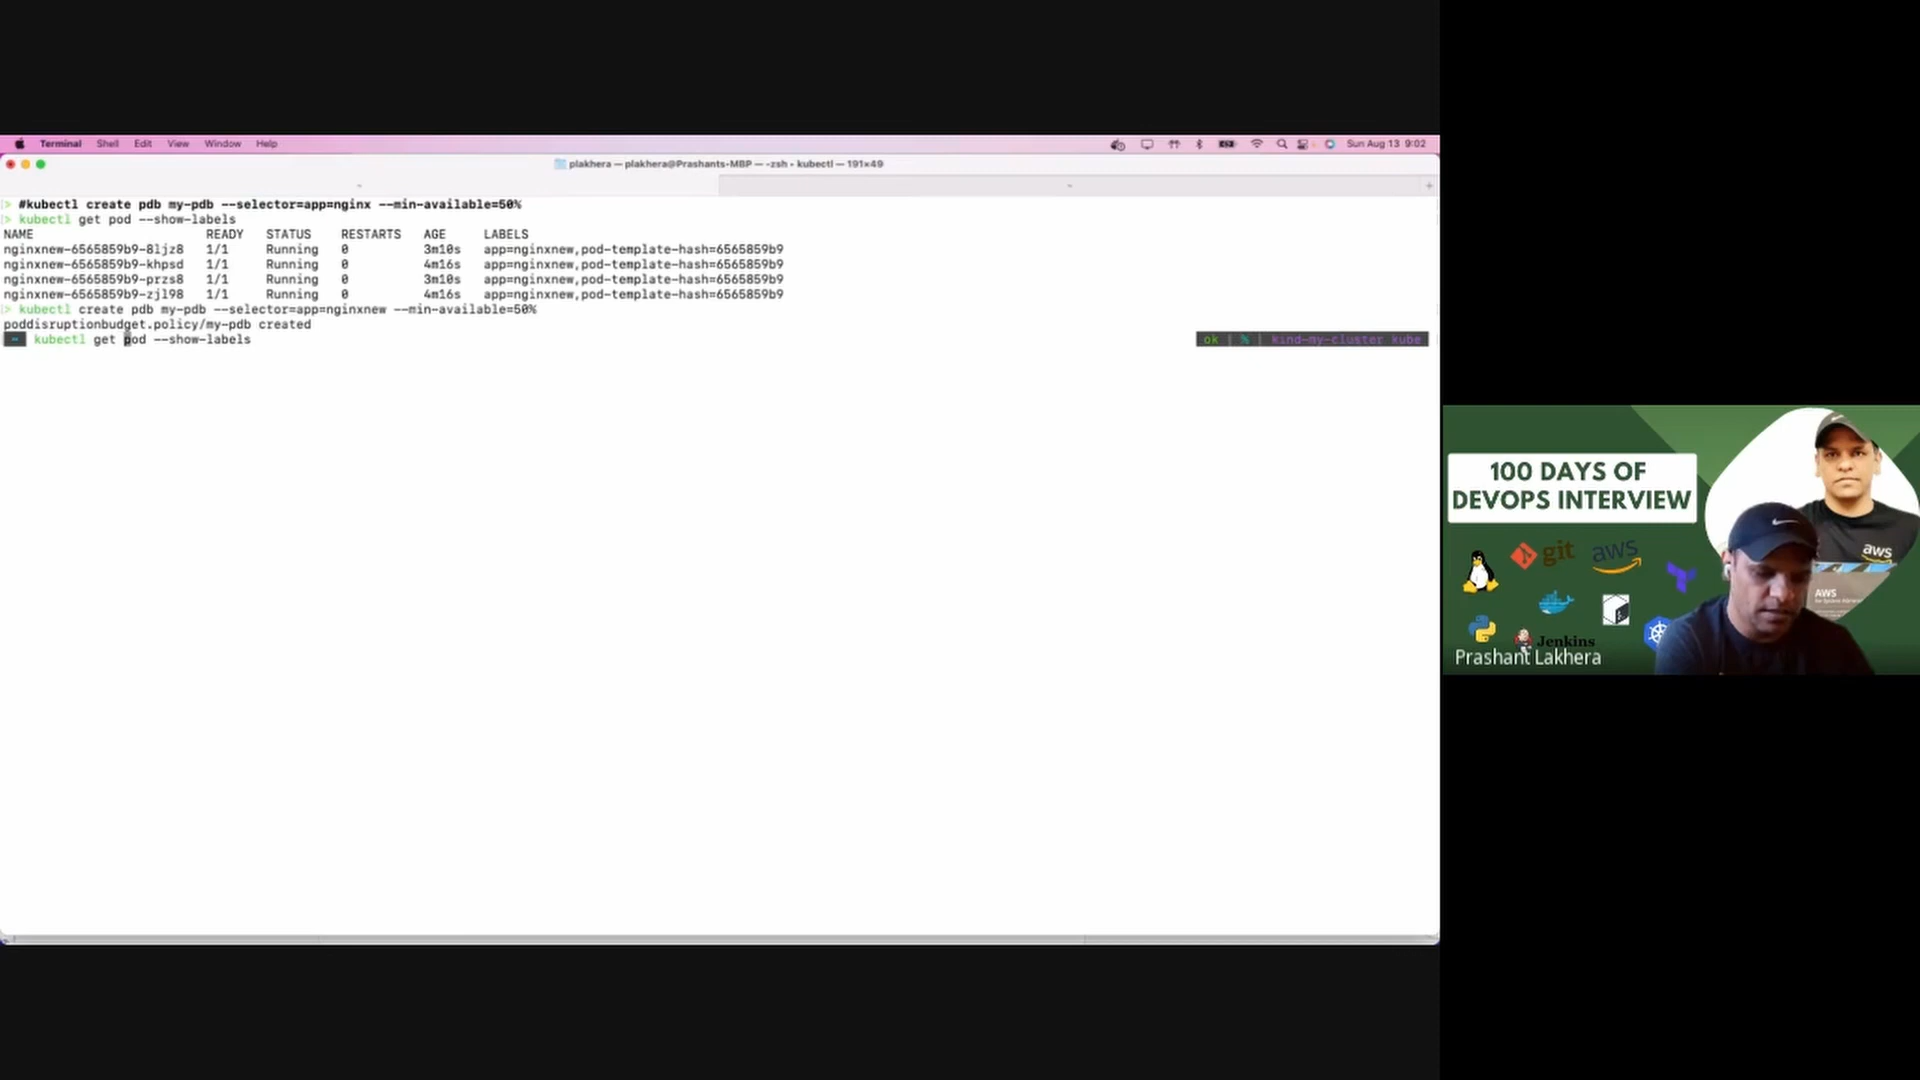 Terminal Shell Edit View Window Help
Sun Aug 13 9:02
plakhera — plakhera@Prashants-MBP — -zsh • kubectl — 191×49
> #kubectl create pdb my-pdb --selector=app=nginx --min-available=50%
> kubectl get pod --show-labels
NAME READY STATUS RESTARTS AGE LABELS
nginxnew-6565859b9-8ljz8 1/1 Running 0 3m10s app=nginxnew,pod-template-hash=6565859b9
nginxnew-6565859b9-khpsd 1/1 Running 0 4m16s app=nginxnew,pod-template-hash=6565859b9
nginxnew-6565859b9-przs8 1/1 Running 0 3m10s app=nginxnew,pod-template-hash=6565859b9
nginxnew-6565859b9-zjl98 1/1 Running 0 4m16s app=nginxnew,pod-template-hash=6565859b9
> kubectl create pdb my-pdb --selector=app=nginxnew --min-available=50%
poddisruptionbudget.policy/my-pdb created
~ kubectl get pod --show-labels
ok | % | kind-my-cluster kube
100 DAYS OF
DEVOPS INTERVIEW
git aws
aws
AWS
Jenkins
Prashant Lakhera